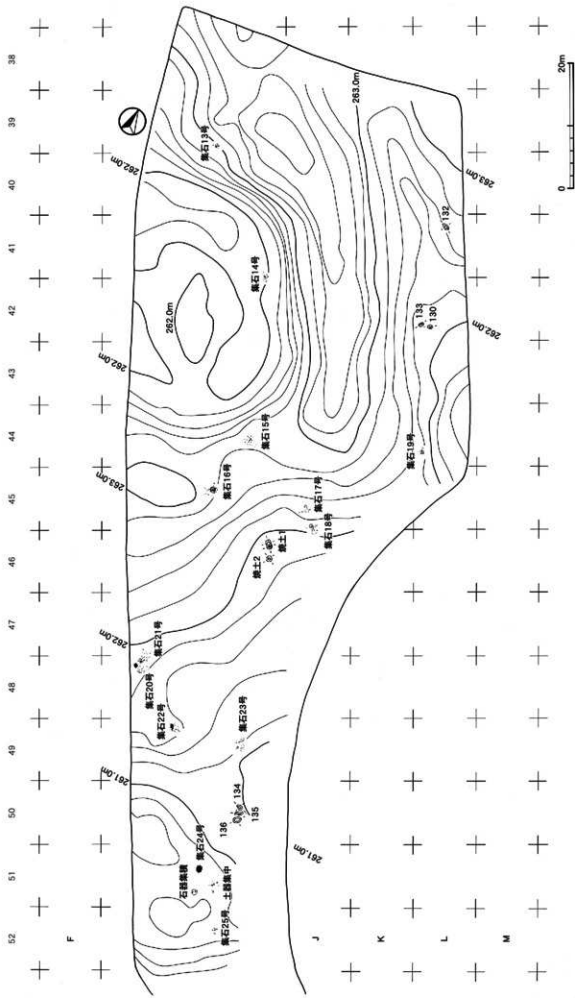 38
39
40
41
42
43
44
45
46
47
48
49
50
51
52
F
J
K
L
M
0
20m
262.0m
262.0m
262.0m
263.0m
263.0m
263.0m
262.0m
262.0m
261.0m
261.0m
集石13号
集石14号
集石15号
集石16号
集石17号
集石18号
集石19号
集石20号
集石21号
集石22号
集石23号
集石24号
集石25号
焼土1
焼土2
石器集積
土器集中
130
132
133
134
135
136